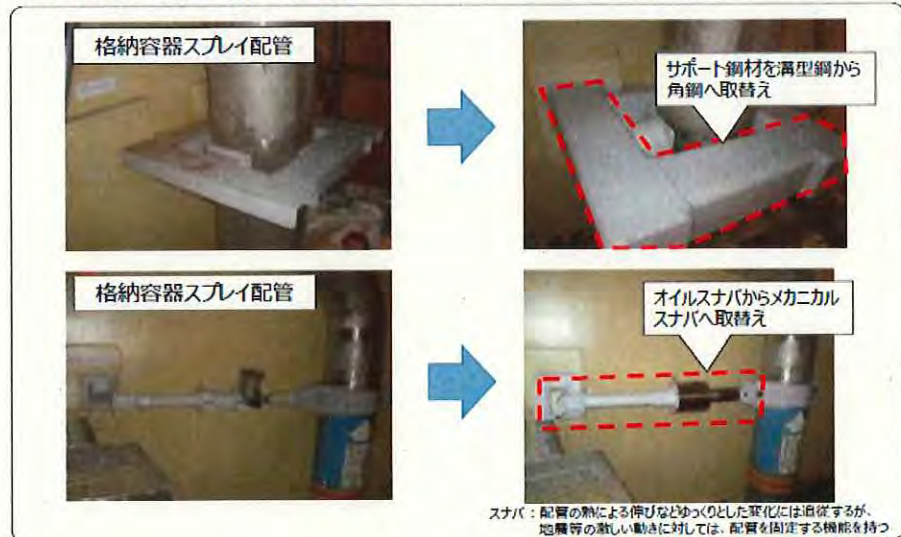 格納容器スプレイ配管
サポート鋼材を溝型鋼から
角鋼へ取替え
格納容器スプレイ配管
オイルスナバからメカニカル
スナバへ取替え
スナバ：配管の熱による伸びなどゆっくりとした変化には追従するが、
地震等の激しい動きに対しては、配管を固定する機能を持つ